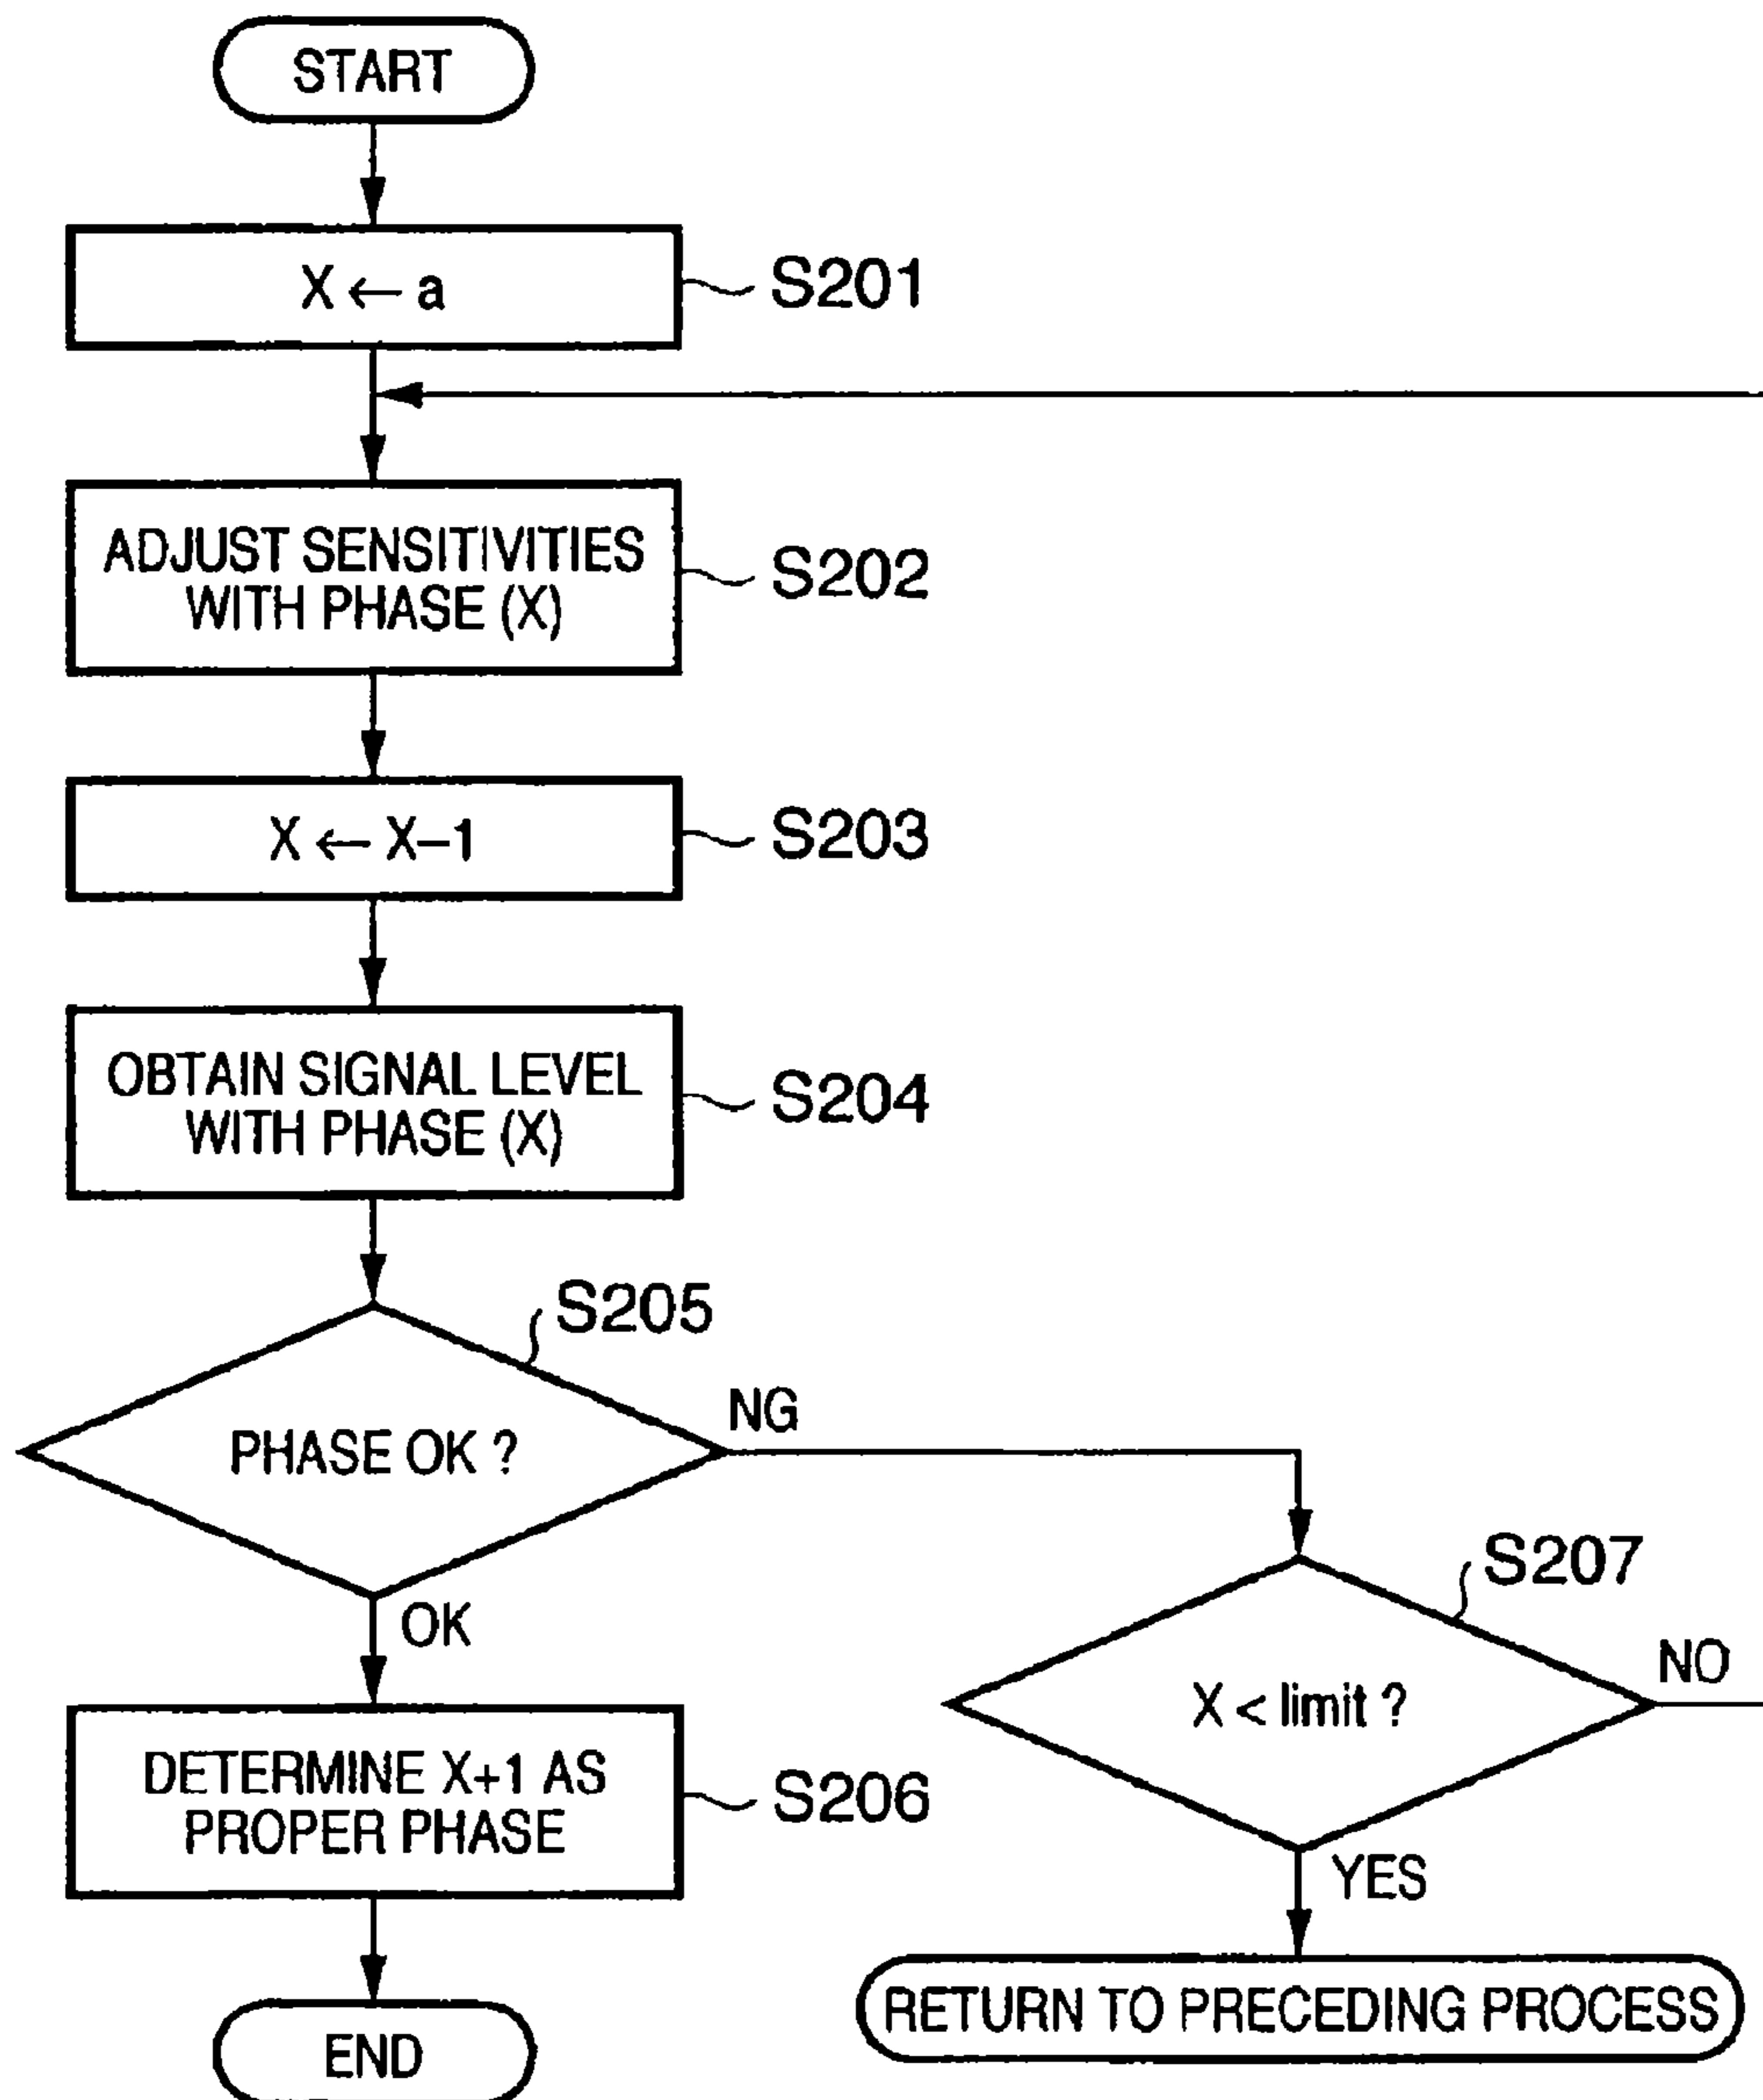 START
X ← a
S201
ADJUST SENSITIVITIES
WITH PHASE (X)
S202
X ← X–1
S203
OBTAIN SIGNAL LEVEL
WITH PHASE (X)
S204
S205
PHASE OK ?
NG
OK
S207
X < limit ?
NO
YES
DETERMINE X+1 AS
PROPER PHASE
S206
RETURN TO PRECEDING PROCESS
END